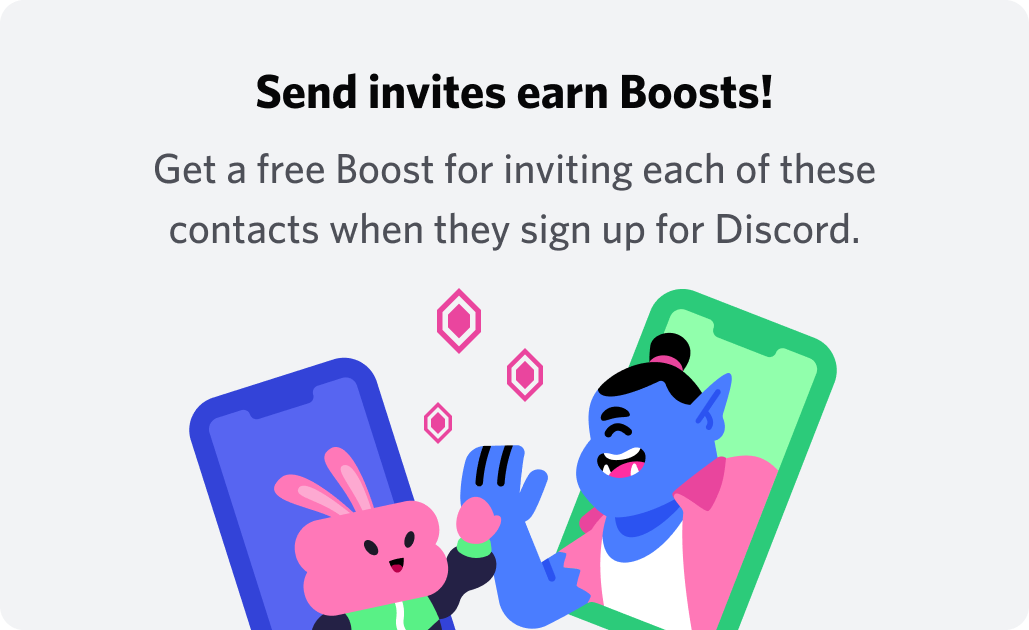 Send invites earn Boosts!
Get a free Boost for inviting each of these
contacts when they sign up for Discord.